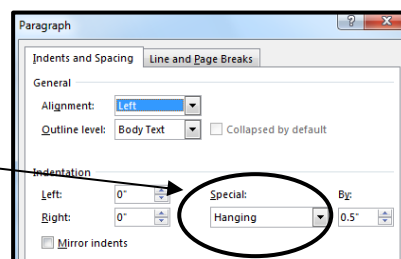 Paragraph ? X
Indents and Spacing Line and Page Breaks
General
Alignment: Left
Outline level: Body Text Collapsed by default
Indentation
Left: 0" Special: By:
Right: 0" Hanging 0.5"
Mirror indents